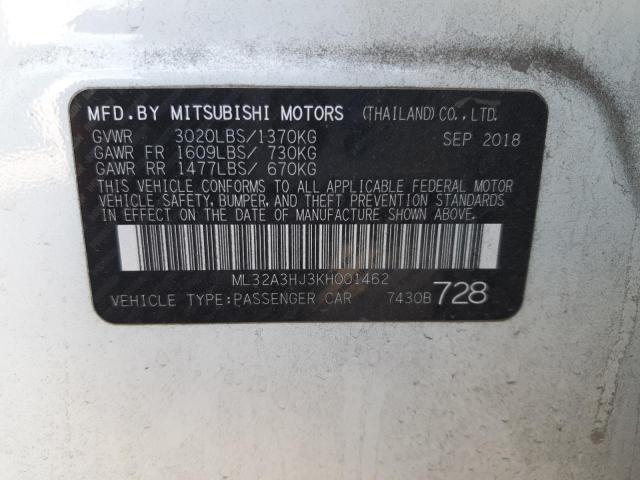 MFD.BY MITSUBISHI MOTORS (THAILAND) CO.,LTD.
GVWR 3020LBS/1370KG SEP 2018
GAWR FR 1609LBS/ 730KG
GAWR RR 1477LBS/ 670KG
THIS VEHICLE CONFORMS TO ALL APPLICABLE FEDERAL MOTOR
VEHICLE SAFETY, BUMPER, AND THEFT PREVENTION STANDARDS
IN EFFECT ON THE DATE OF MANUFACTURE SHOWN ABOVE.
ML32A3HJ3KH001462
VEHICLE TYPE:PASSENGER CAR 7430B 728